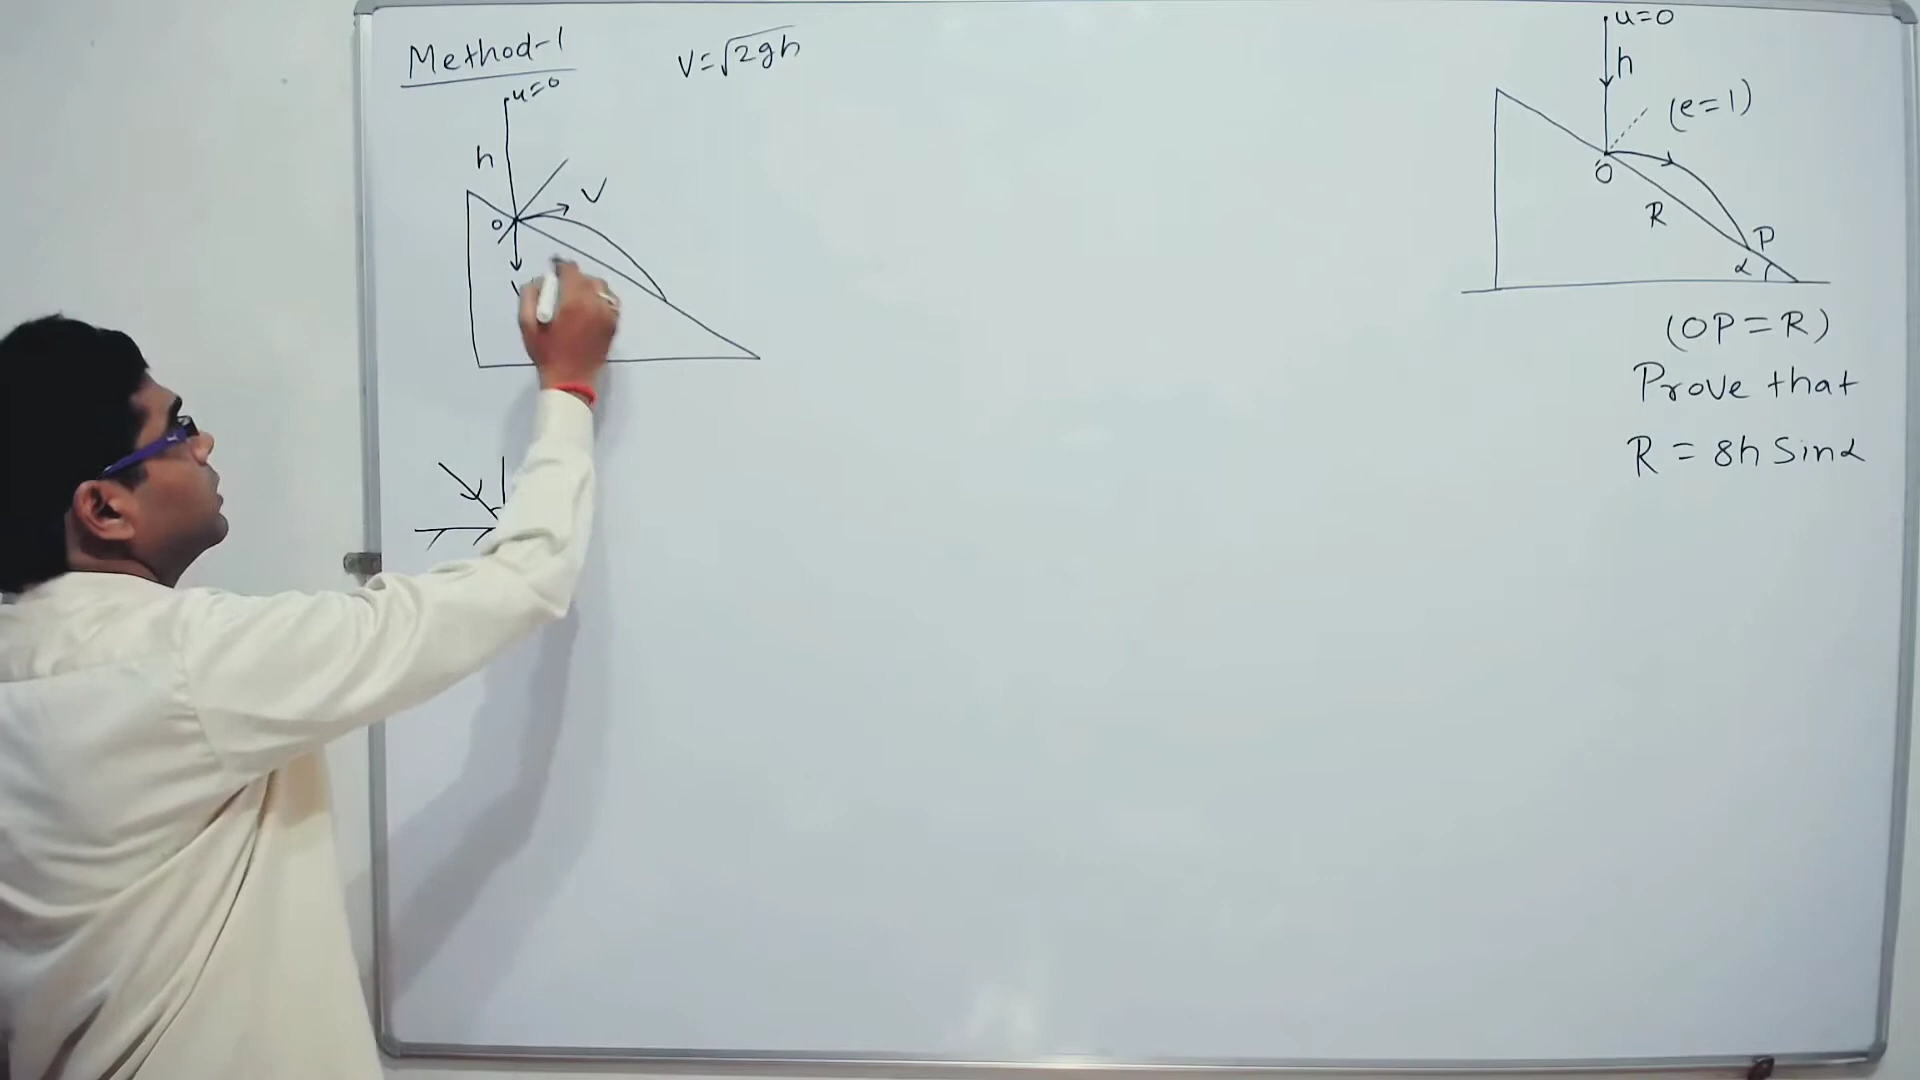 Method-1
V=√2gh
u=0
h
V
o
V
u=0
h
(e=1)
O
R
P
α
(OP=R)
Prove that
R = 8h Sinα